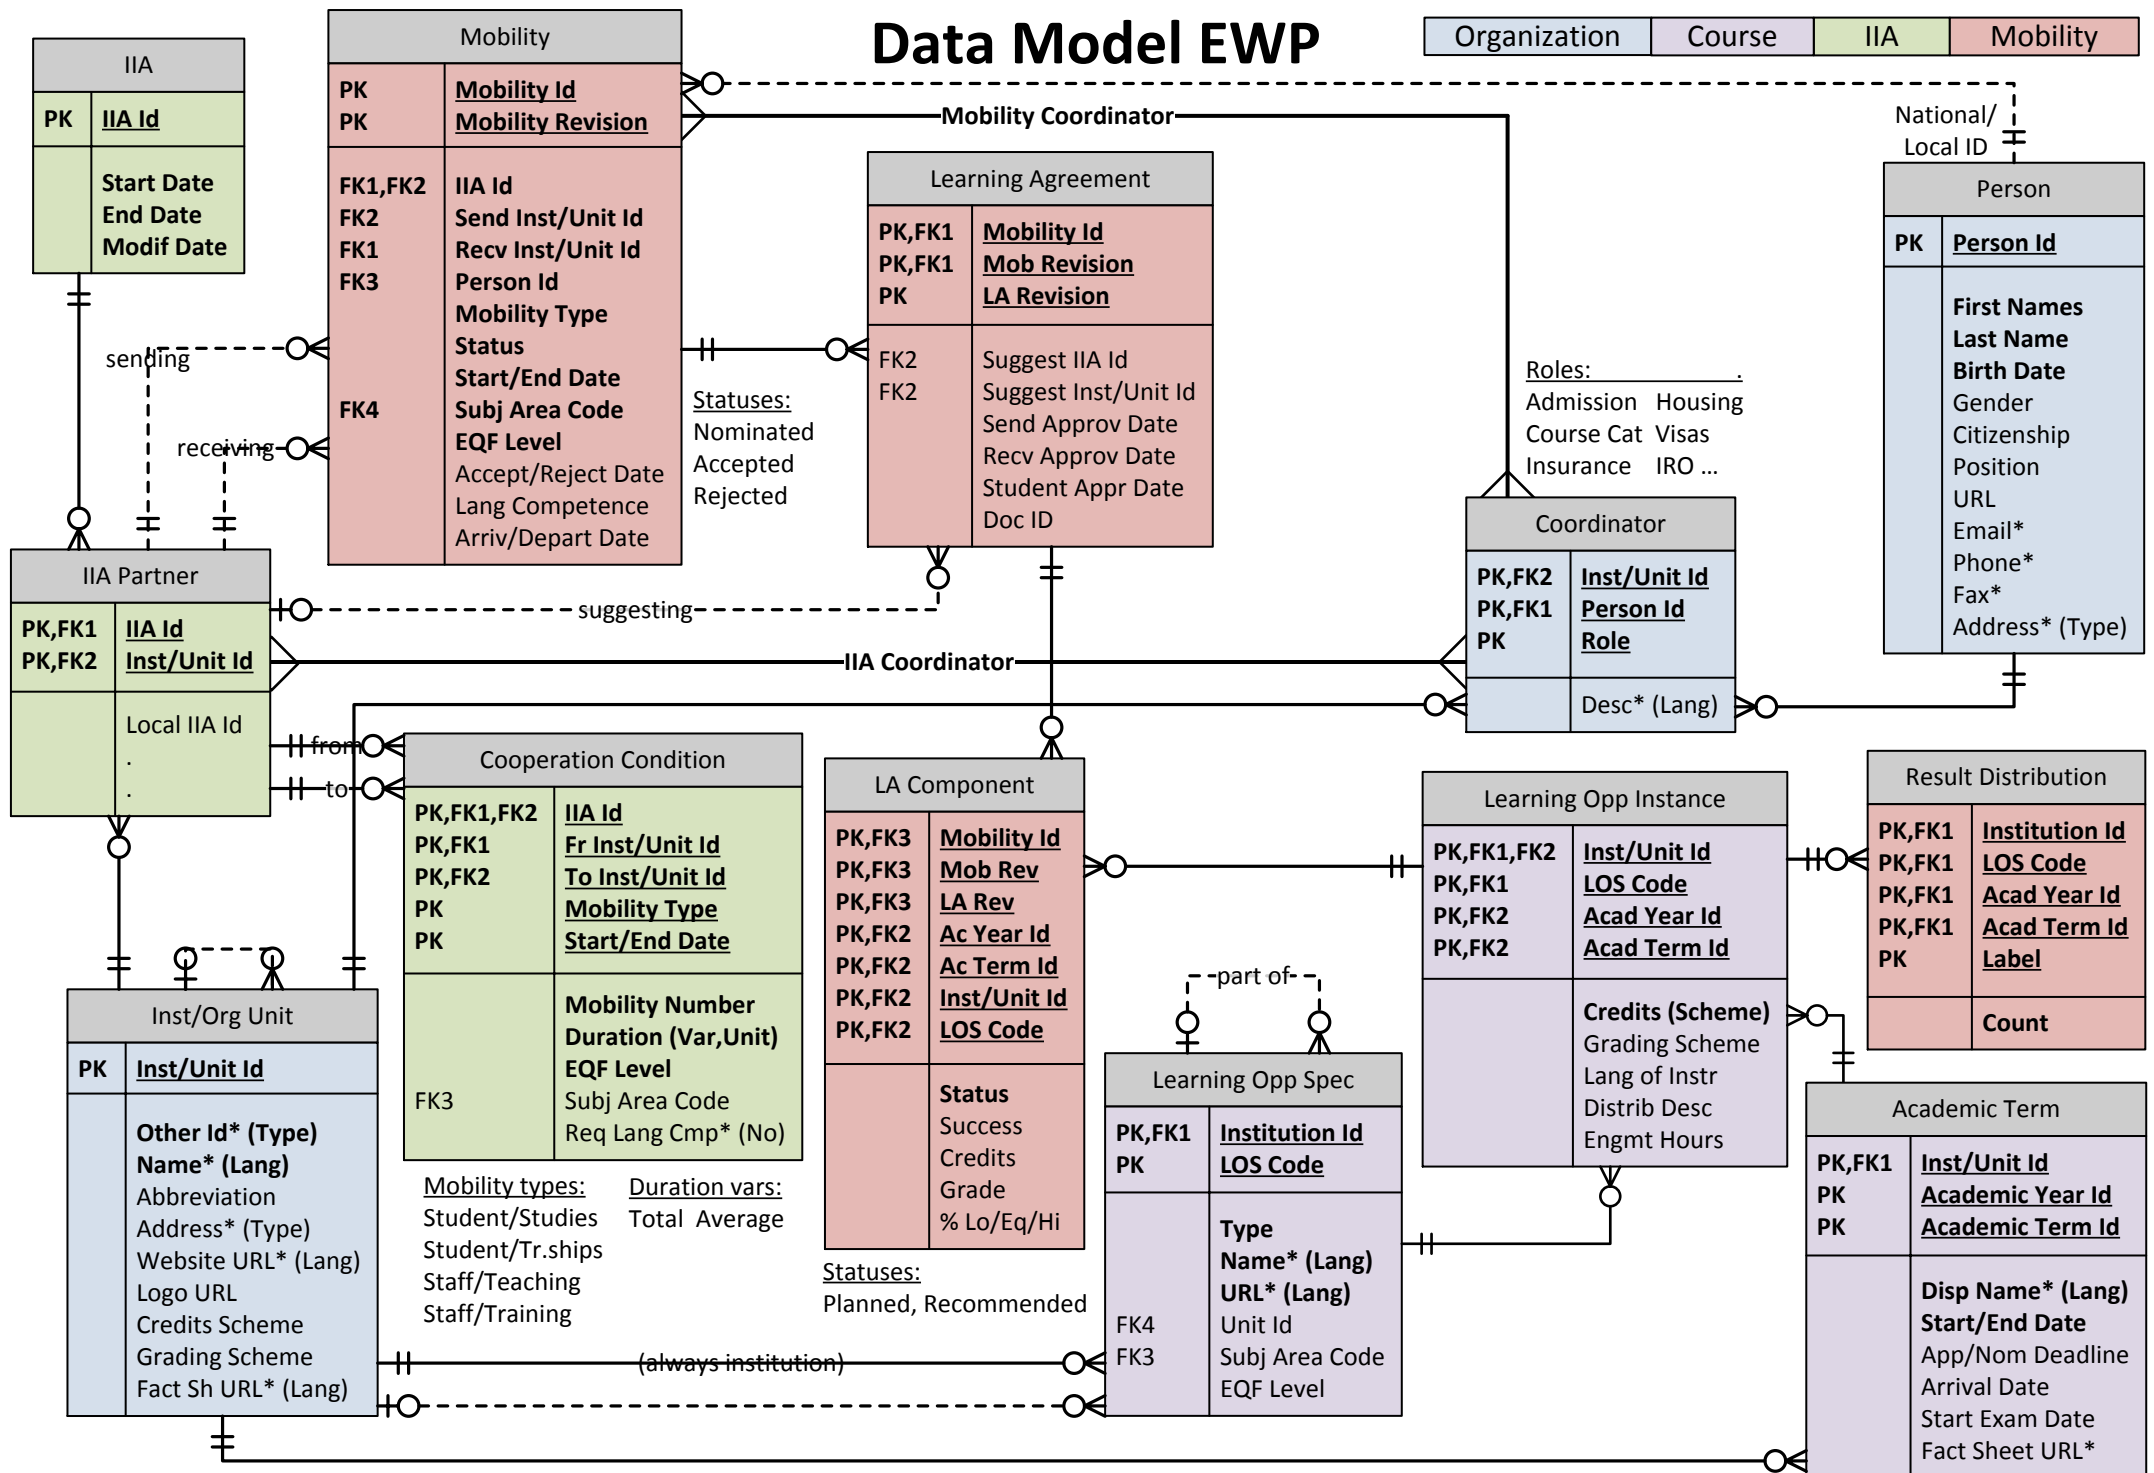 Data Model EWP
Organization Course IIA Mobility
IIA
PK IIA Id
Start Date
End Date
Modif Date
Mobility
PK Mobility Id
PK Mobility Revision
FK1,FK2 IIA Id
FK2 Send Inst/Unit Id
FK1 Recv Inst/Unit Id
FK3 Person Id
Mobility Type
Status
Start/End Date
FK4 Subj Area Code
EQF Level
Accept/Reject Date
Lang Competence
Arriv/Depart Date
Mobility Coordinator
National/
Local ID
Learning Agreement
PK,FK1 Mobility Id
PK,FK1 Mob Revision
PK LA Revision
FK2 Suggest IIA Id
FK2 Suggest Inst/Unit Id
Send Approv Date
Recv Approv Date
Student Appr Date
Doc ID
Person
PK Person Id
First Names
Last Name
Birth Date
Gender
Citizenship
Position
URL
Email*
Phone*
Fax*
Address* (Type)
sending
receiving
Statuses:
Nominated
Accepted
Rejected
Roles: .
Admission Housing
Course Cat Visas
Insurance IRO ...
Coordinator
PK,FK2 Inst/Unit Id
PK,FK1 Person Id
PK Role
Desc* (Lang)
IIA Partner
PK,FK1 IIA Id
PK,FK2 Inst/Unit Id
Local IIA Id
.
.
suggesting
IIA Coordinator
from
to
Cooperation Condition
PK,FK1,FK2 IIA Id
PK,FK1 Fr Inst/Unit Id
PK,FK2 To Inst/Unit Id
PK Mobility Type
PK Start/End Date
Mobility Number
Duration (Var,Unit)
EQF Level
FK3 Subj Area Code
Req Lang Cmp* (No)
Mobility types:
Student/Studies
Student/Tr.ships
Staff/Teaching
Staff/Training
Duration vars:
Total Average
LA Component
PK,FK3 Mobility Id
PK,FK3 Mob Rev
PK,FK3 LA Rev
PK,FK2 Ac Year Id
PK,FK2 Ac Term Id
PK,FK2 Inst/Unit Id
PK,FK2 LOS Code
Status
Success
Credits
Grade
% Lo/Eq/Hi
Statuses:
Planned, Recommended
Learning Opp Instance
PK,FK1,FK2 Inst/Unit Id
PK,FK1 LOS Code
PK,FK2 Acad Year Id
PK,FK2 Acad Term Id
Credits (Scheme)
Grading Scheme
Lang of Instr
Distrib Desc
Engmt Hours
Result Distribution
PK,FK1 Institution Id
PK,FK1 LOS Code
PK,FK1 Acad Year Id
PK,FK1 Acad Term Id
PK Label
Count
Inst/Org Unit
PK Inst/Unit Id
Other Id* (Type)
Name* (Lang)
Abbreviation
Address* (Type)
Website URL* (Lang)
Logo URL
Credits Scheme
Grading Scheme
Fact Sh URL* (Lang)
part of
Learning Opp Spec
PK,FK1 Institution Id
PK LOS Code
Type
Name* (Lang)
URL* (Lang)
FK4 Unit Id
FK3 Subj Area Code
EQF Level
(always institution)
Academic Term
PK,FK1 Inst/Unit Id
PK Academic Year Id
PK Academic Term Id
Disp Name* (Lang)
Start/End Date
App/Nom Deadline
Arrival Date
Start Exam Date
Fact Sheet URL*